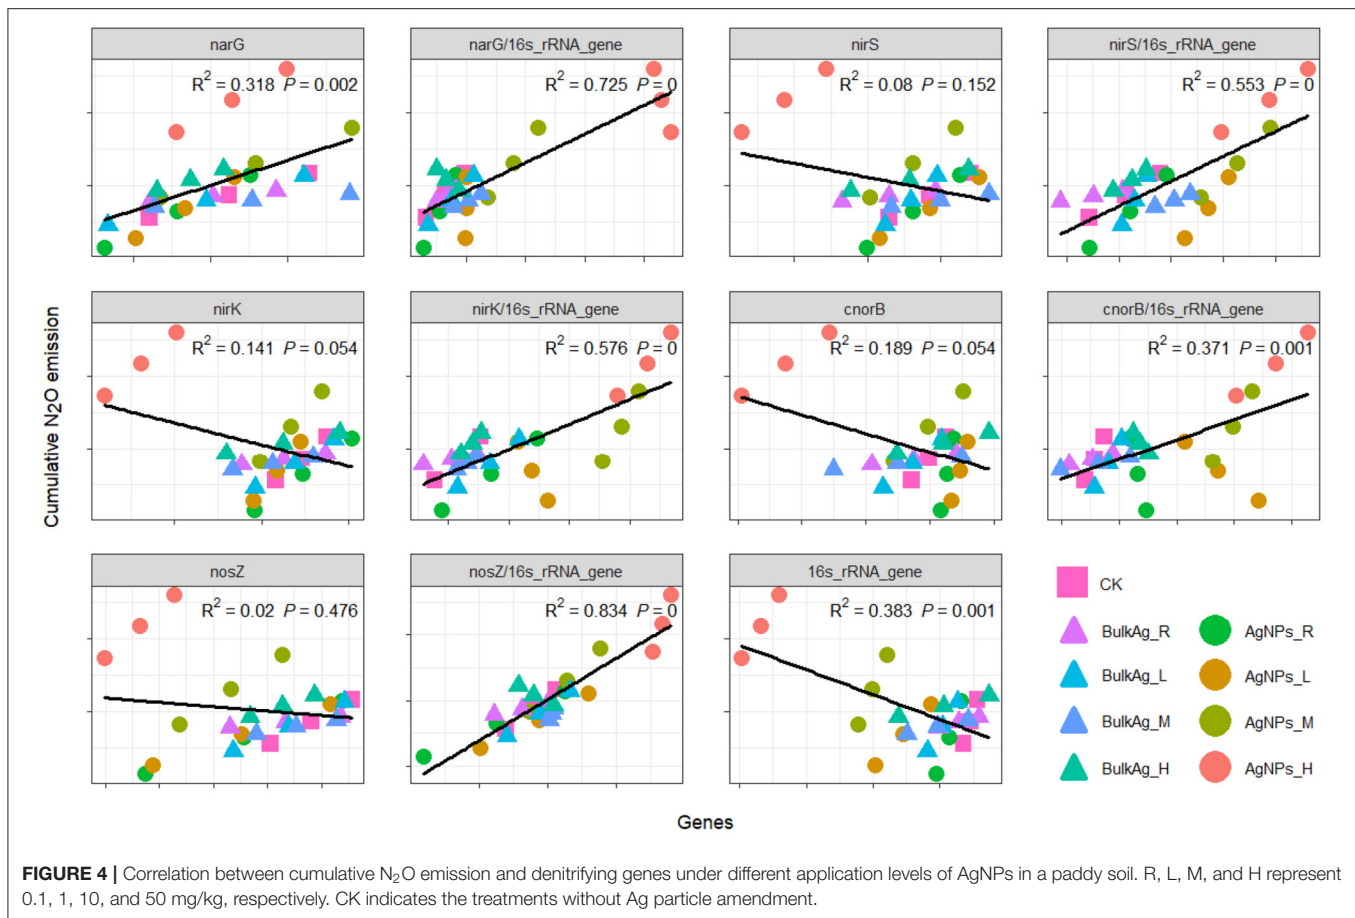 narG
R² = 0.318 P = 0.002
narG/16s_rRNA_gene
R² = 0.725 P = 0
nirS
R² = 0.08 P = 0.152
nirS/16s_rRNA_gene
R² = 0.553 P = 0
nirK
R² = 0.141 P = 0.054
nirK/16s_rRNA_gene
R² = 0.576 P = 0
cnorB
R² = 0.189 P = 0.054
cnorB/16s_rRNA_gene
R² = 0.371 P = 0.001
nosZ
R² = 0.02 P = 0.476
nosZ/16s_rRNA_gene
R² = 0.834 P = 0
16s_rRNA_gene
R² = 0.383 P = 0.001
Cumulative N₂O emission
Genes
CK
BulkAg_R
BulkAg_L
BulkAg_M
BulkAg_H
AgNPs_R
AgNPs_L
AgNPs_M
AgNPs_H
FIGURE 4 | Correlation between cumulative N₂O emission and denitrifying genes under different application levels of AgNPs in a paddy soil. R, L, M, and H represent
0.1, 1, 10, and 50 mg/kg, respectively. CK indicates the treatments without Ag particle amendment.